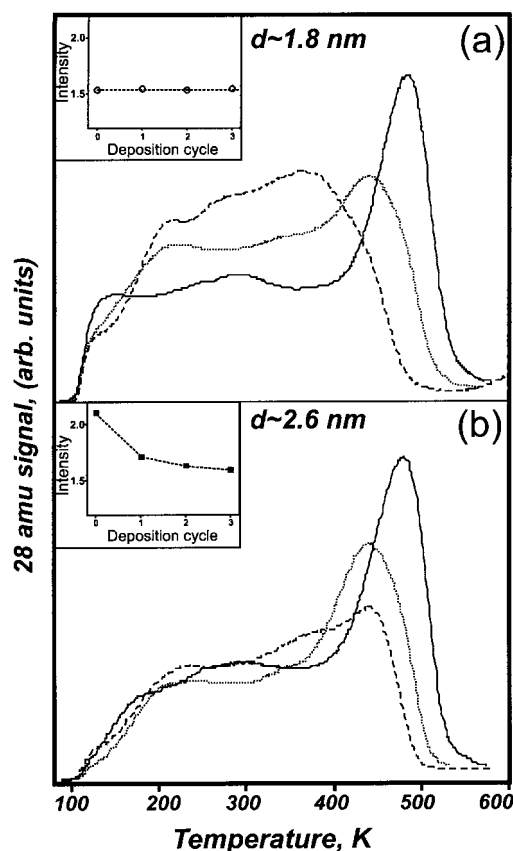 d~1.8 nm
(a)
Intensity
2.0
1.5
0 1 2 3
Deposition cycle
28 amu signal, (arb. units)
d~2.6 nm
(b)
Intensity
2.0
1.5
0 1 2 3
Deposition cycle
100 200 300 400 500 600
Temperature, K